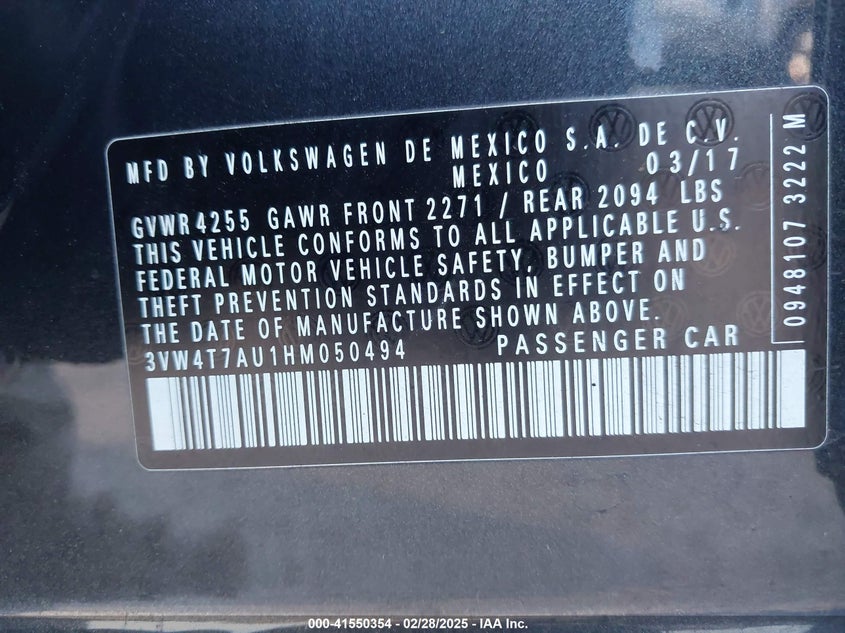 MFD BY VOLKSWAGEN DE MEXICO S.A. DE C.V.
MEXICO 03/17
GVWR 4255 GAWR FRONT 2271 / REAR 2094 LBS
THIS VEHICLE CONFORMS TO ALL APPLICABLE U.S.
FEDERAL MOTOR VEHICLE SAFETY, BUMPER AND
THEFT PREVENTION STANDARDS IN EFFECT ON
THE DATE OF MANUFACTURE SHOWN ABOVE.
3VW4T7AU1HM050494 PASSENGER CAR
0948107 3222 M
000-41550354 - 02/28/2025 - IAA Inc.